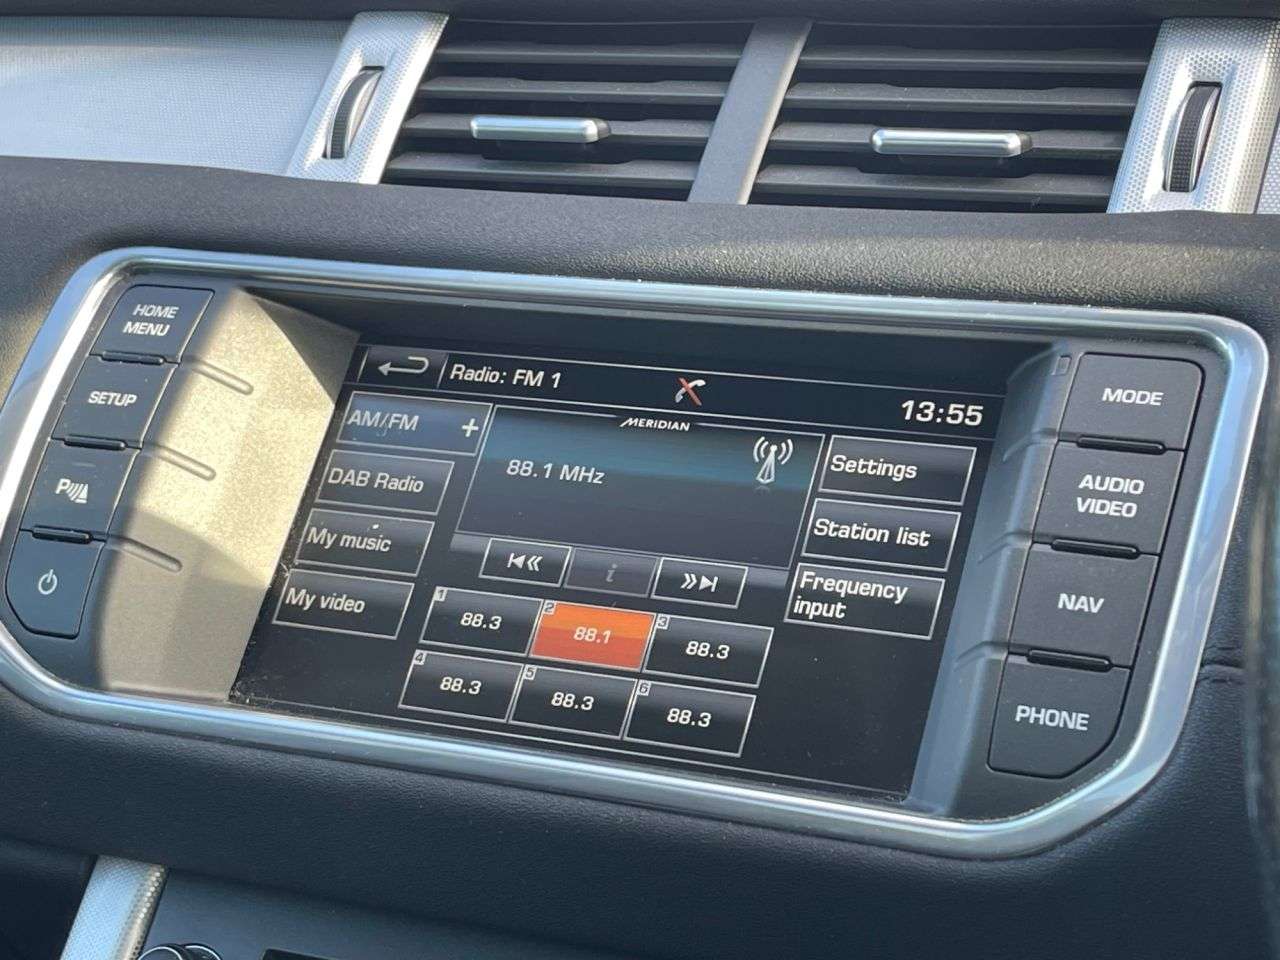 HOME
MENU
SETUP
P
Radio: FM 1
13:55
AM/FM +
DAB Radio
My music
My video
MERIDIAN
88.1 MHz
i
Settings
Station list
Frequency
input
1 88.3
2 88.1
3 88.3
4 88.3
5 88.3
6 88.3
MODE
AUDIO
VIDEO
NAV
PHONE